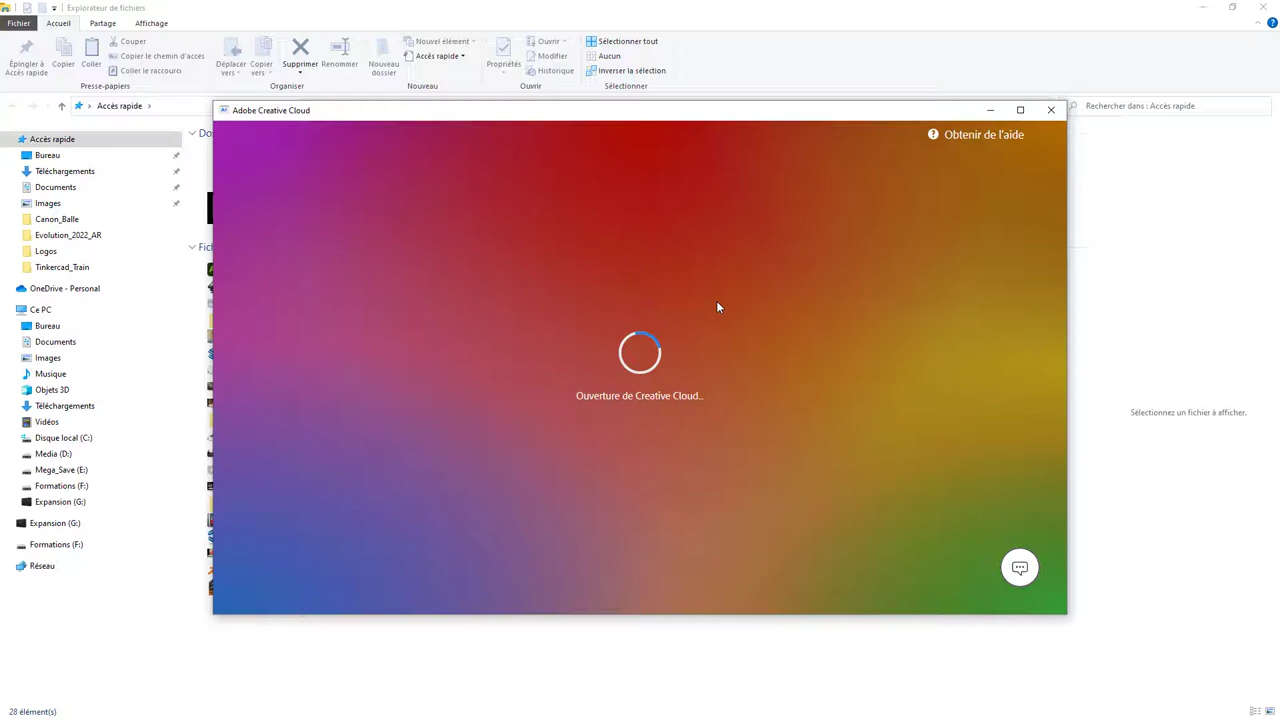 Explorateur de fichiers
Fichier
Accueil
Partage
Affichage
Épingler à
Accès rapide
Copier
Coller
Couper
Copier le chemin d'accès
Coller le raccourci
Presse-papiers
Déplacer
vers
Copier
vers
Supprimer
Renommer
Organiser
Nouveau
dossier
Nouvel élément
Accès rapide
Nouveau
Propriétés
Ouvrir
Modifier
Historique
Ouvrir
Sélectionner tout
Aucun
Inverser la sélection
Sélectionner
Accès rapide
Rechercher dans : Accès rapide
Adobe Creative Cloud
Obtenir de l'aide
Ouverture de Creative Cloud...
Accès rapide
Bureau
Téléchargements
Documents
Images
Canon_Balle
Evolution_2022_AR
Logos
Tinkercad_Train
OneDrive - Personal
Ce PC
Bureau
Documents
Images
Musique
Objets 3D
Téléchargements
Vidéos
Disque local (C:)
Media (D:)
Mega_Save (E:)
Formations (F:)
Expansion (G:)
Expansion (G:)
Formations (F:)
Réseau
Do
Fich
Sélectionnez un fichier à afficher.
28 élément(s)